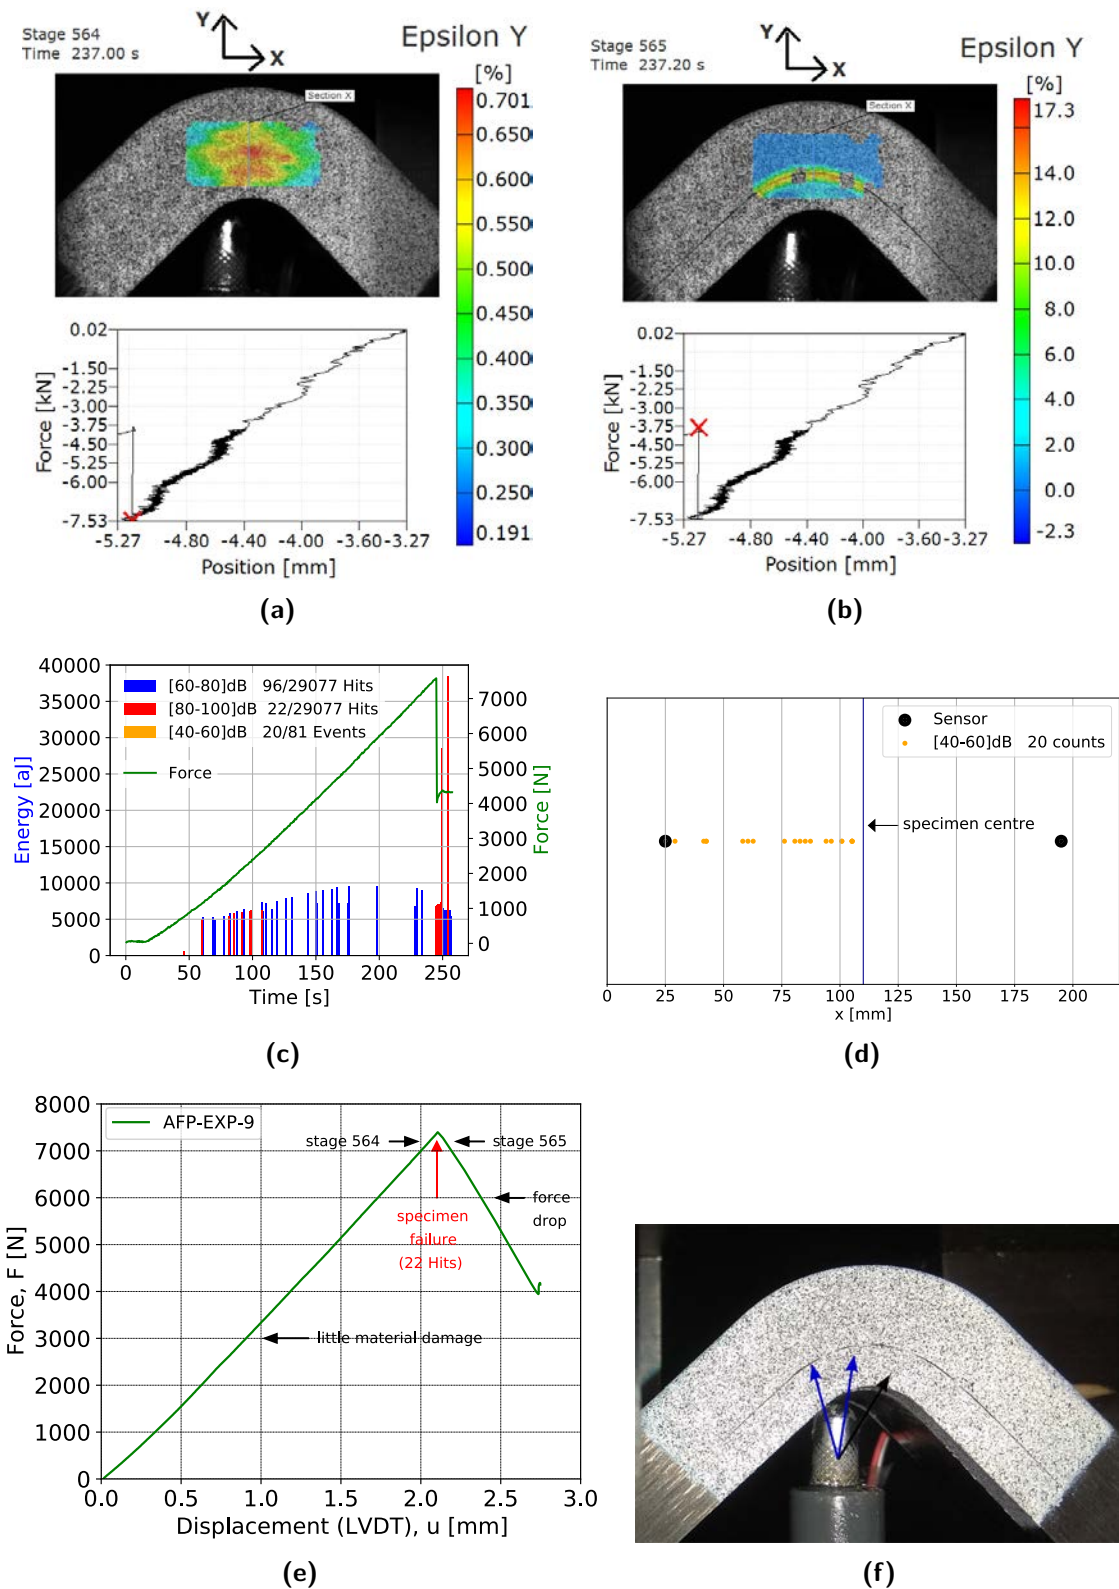 Stage 564
Time 237.00 s
Y
X
Epsilon Y
[%]
Section X
0.701
0.650
0.600
0.550
0.500
0.450
0.400
0.350
0.300
0.250
0.191
Force [kN]
0.02
-1.50
-2.25
-3.00
-3.75
-4.50
-5.25
-6.00
-7.53
-5.27 -4.80 -4.40 -4.00 -3.60 -3.27
Position [mm]
(a)
Stage 565
Time 237.20 s
Y
X
Epsilon Y
[%]
Section X
17.3
14.0
12.0
10.0
8.0
6.0
4.0
2.0
0.0
-2.3
Force [kN]
0.02
-1.50
-2.25
-3.00
-3.75
-4.50
-5.25
-6.00
-7.53
-5.27 -4.80 -4.40 -4.00 -3.60 -3.27
Position [mm]
(b)
[60-80]dB 96/29077 Hits
[80-100]dB 22/29077 Hits
[40-60]dB 20/81 Events
Force
Energy [aJ]
40000
35000
30000
25000
20000
15000
10000
5000
0
Force [N]
7000
6000
5000
4000
3000
2000
1000
0
0 50 100 150 200 250
Time [s]
(c)
Sensor
[40-60]dB 20 counts
specimen centre
0 25 50 75 100 125 150 175 200
x [mm]
(d)
AFP-EXP-9
stage 564
stage 565
force
drop
specimen
failure
(22 Hits)
little material damage
Force, F [N]
8000
7000
6000
5000
4000
3000
2000
1000
0
0.0 0.5 1.0 1.5 2.0 2.5 3.0
Displacement (LVDT), u [mm]
(e)
(f)